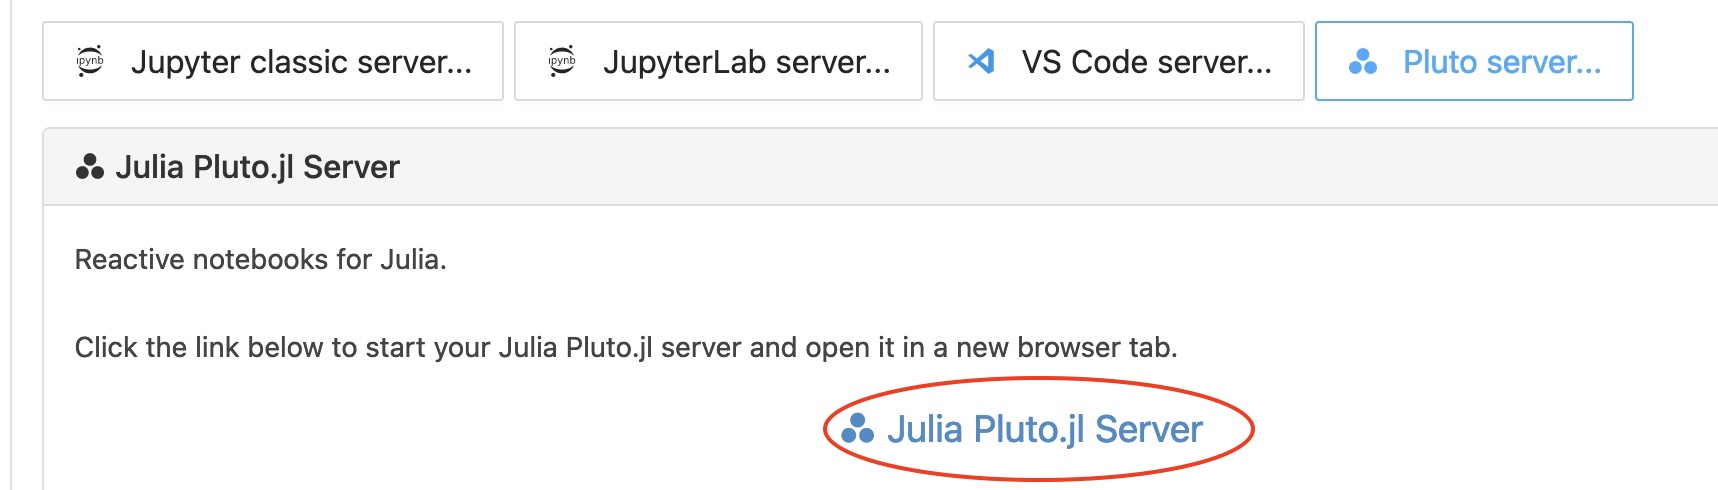 ipynb Jupyter classic server... ipynb JupyterLab server... VS Code server... Pluto server...
Julia Pluto.jl Server
Reactive notebooks for Julia.
Click the link below to start your Julia Pluto.jl server and open it in a new browser tab.
Julia Pluto.jl Server